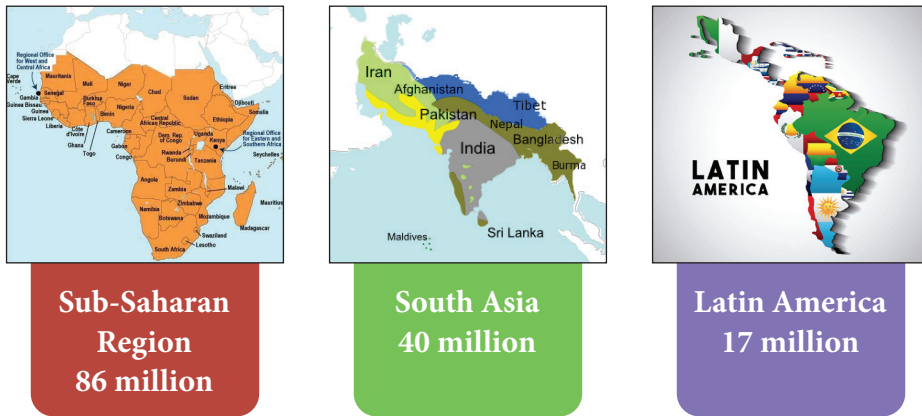 Regional Office
for West and
Central Africa
Cape
Verde
Mauritania
Mali
Niger
Chad
Sudan
Eritrea
Senegal
Gambia
Guinea Bissau
Guinea
Sierra Leone
Liberia
Burkina
Faso
Côte
d'Ivoire
Ghana
Togo
Benin
Nigeria
Cameroon
Gabon
Congo
Central
African Republic
Dem. Rep.
of Congo
Djibouti
Somalia
Ethiopia
Uganda
Kenya
Rwanda
Burundi
Tanzania
Regional Office
for Eastern and
Southern Africa
Seychelles
Angola
Zambia
Malawi
Zimbabwe
Mozambique
Mauritius
Madagascar
Namibia
Botswana
Swaziland
Lesotho
South Africa
Iran
Afghanistan
Pakistan
Tibet
Nepal
Bangladesh
India
Burma
Sri Lanka
Maldives
LATIN
AMERICA
Sub-Saharan
Region
86 million
South Asia
40 million
Latin America
17 million